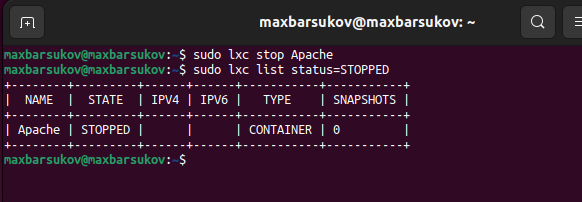 maxbarsukov@maxbarsukov: ~
maxbarsukov@maxbarsukov:~$ sudo lxc stop Apache
maxbarsukov@maxbarsukov:~$ sudo lxc list status=STOPPED
+--------+---------+------+------+-----------+-----------+
|  NAME  |  STATE  | IPV4 | IPV6 |   TYPE    | SNAPSHOTS |
+--------+---------+------+------+-----------+-----------+
| Apache | STOPPED |      |      | CONTAINER | 0         |
+--------+---------+------+------+-----------+-----------+
maxbarsukov@maxbarsukov:~$